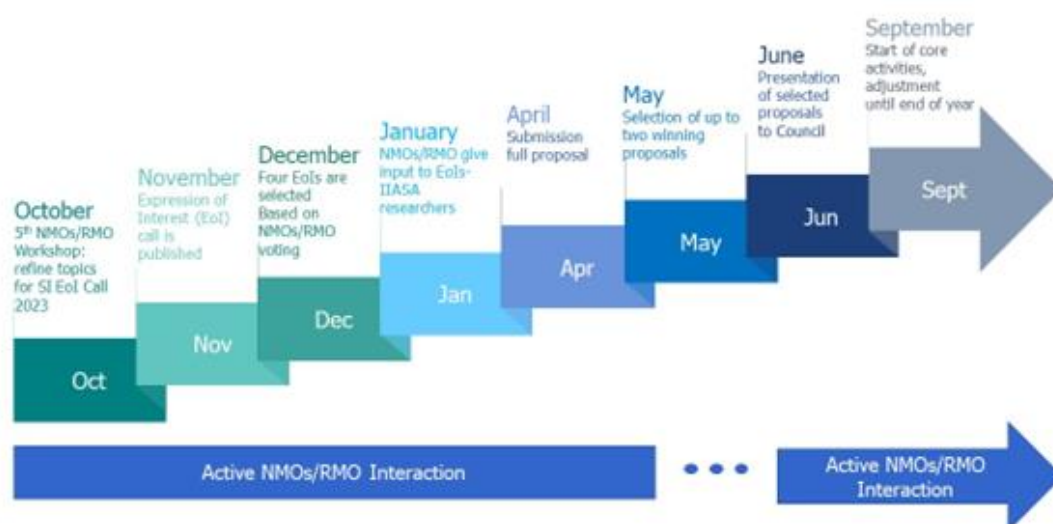 October
5th NMOs/RMO
Workshop:
refine topics
for SI EoI Call
2023
November
Expression of
Interest (EoI)
call is
published
December
Four EoIs are
selected
Based on
NMOs/RMO
voting
January
NMOs/RMO give
input to EoIs-
IIASA
researchers
April
Submission
full proposal
May
Selection of up to
two winning
proposals
June
Presentation
of selected
proposals
to Council
September
Start of core
activities,
adjustment
until end of year
Oct
Nov
Dec
Jan
Apr
May
Jun
Sept
Active NMOs/RMO Interaction
Active NMOs/RMO
Interaction